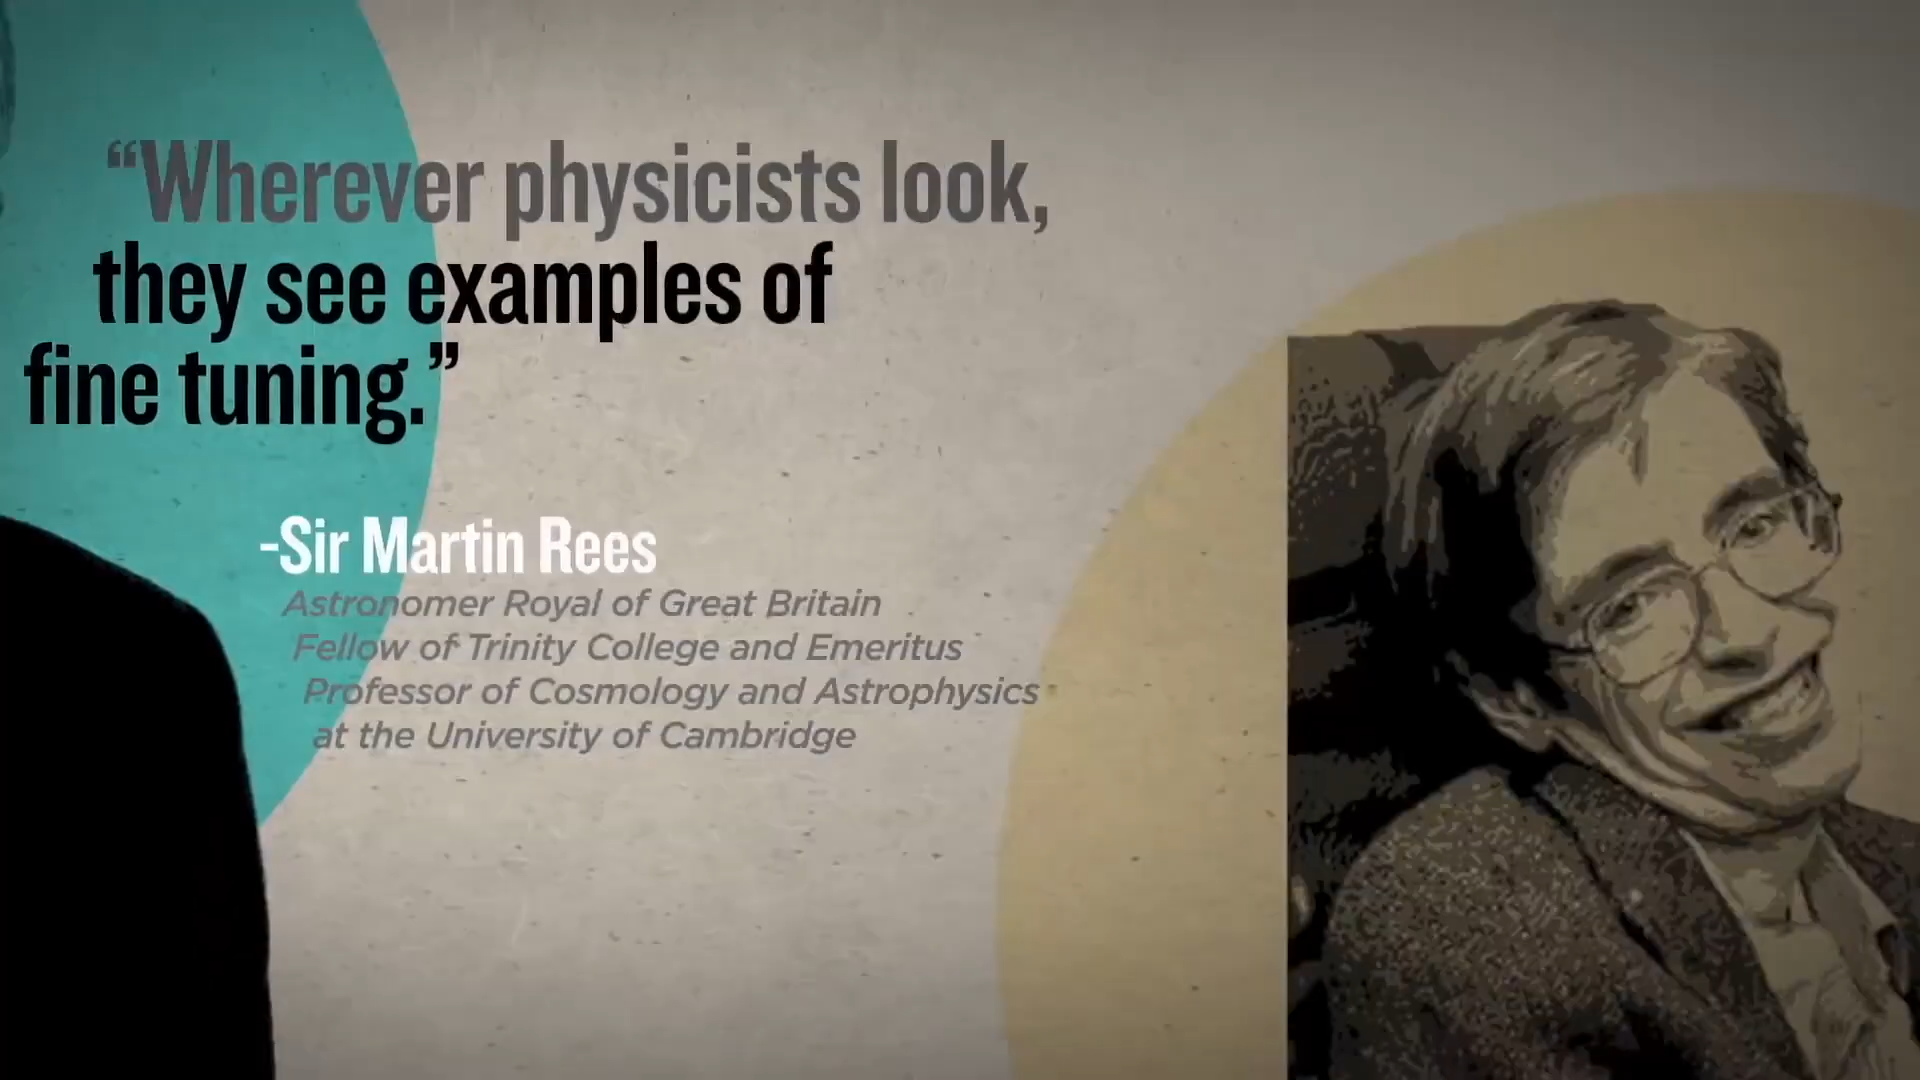 “Wherever physicists look,
they see examples of
fine tuning.”
-Sir Martin Rees
Astronomer Royal of Great Britain
Fellow of Trinity College and Emeritus
Professor of Cosmology and Astrophysics
at the University of Cambridge